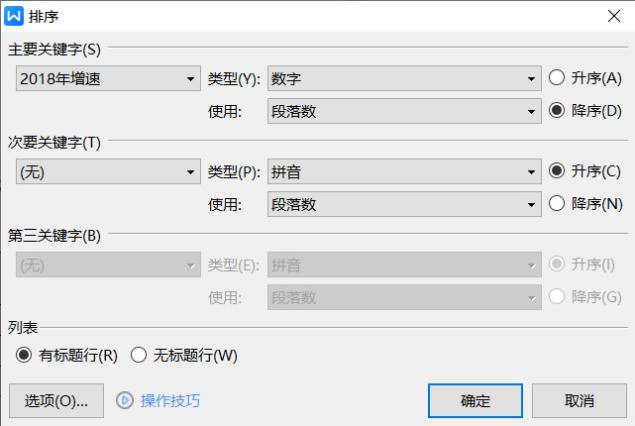 排序
主要关键字(S)
2018年增速 类型(Y): 数字 升序(A)
使用: 段落数 降序(D)
次要关键字(T)
(无) 类型(P): 拼音 升序(C)
使用: 段落数 降序(N)
第三关键字(B)
(无) 类型(E): 拼音 升序(I)
使用: 段落数 降序(G)
列表
有标题行(R) 无标题行(W)
选项(O)... 操作技巧 确定 取消